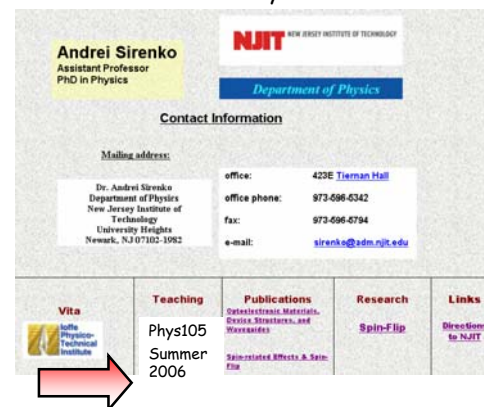 Andrei Sirenko
Assistant Professor
PhD in Physics
NJIT NEW JERSEY INSTITUTE OF TECHNOLOGY
Department of Physics
Contact Information
Mailing address:
Dr. Andrei Sirenko
Department of Physics
New Jersey Institute of
Technology
University Heights
Newark, NJ 07102-1982
office: 423E Tiernan Hall
office phone: 973-596-5342
fax: 973-596-5794
e-mail: sirenko@adm.njit.edu
Vita
Ioffe
Physico-
Technical
Institute
Teaching
Phys105
Summer
2006
Publications
Optoelectronic Materials,
Device Structures, and
Waveguides
Spin-related Effects & Spin-
Flip
Research
Spin-Flip
Links
Directions
to NJIT